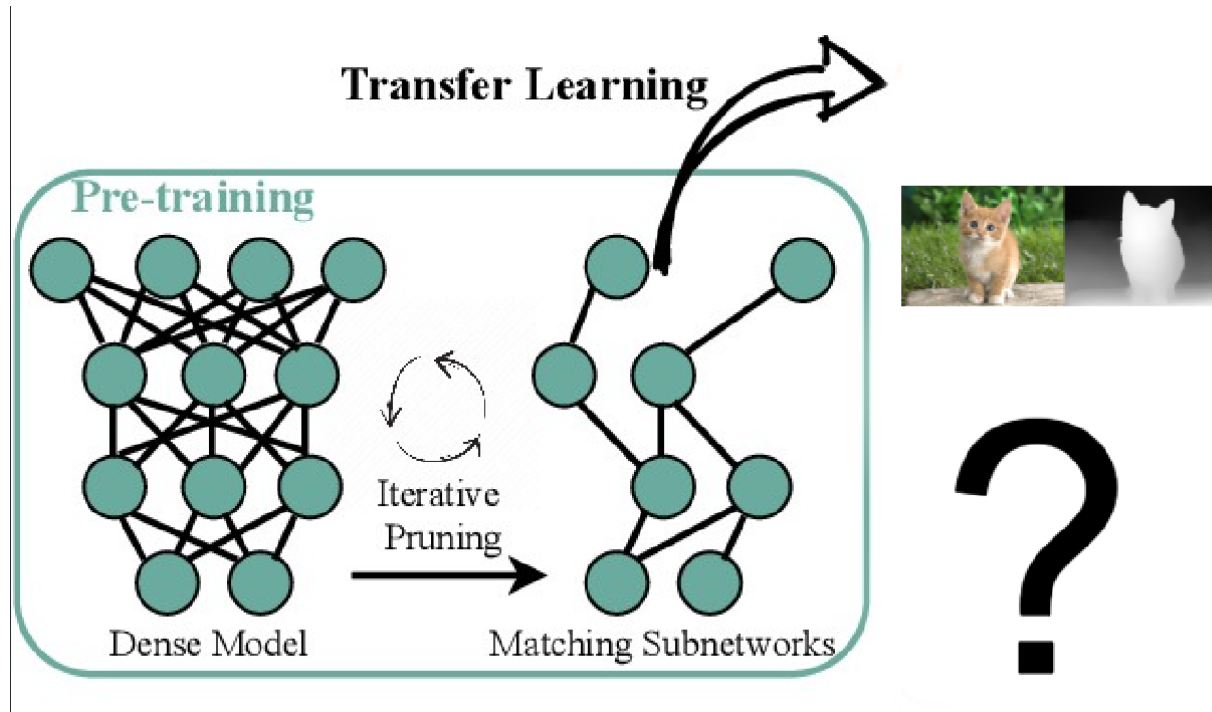 Transfer Learning
Pre-training
Iterative
Pruning
Dense Model
Matching Subnetworks
?